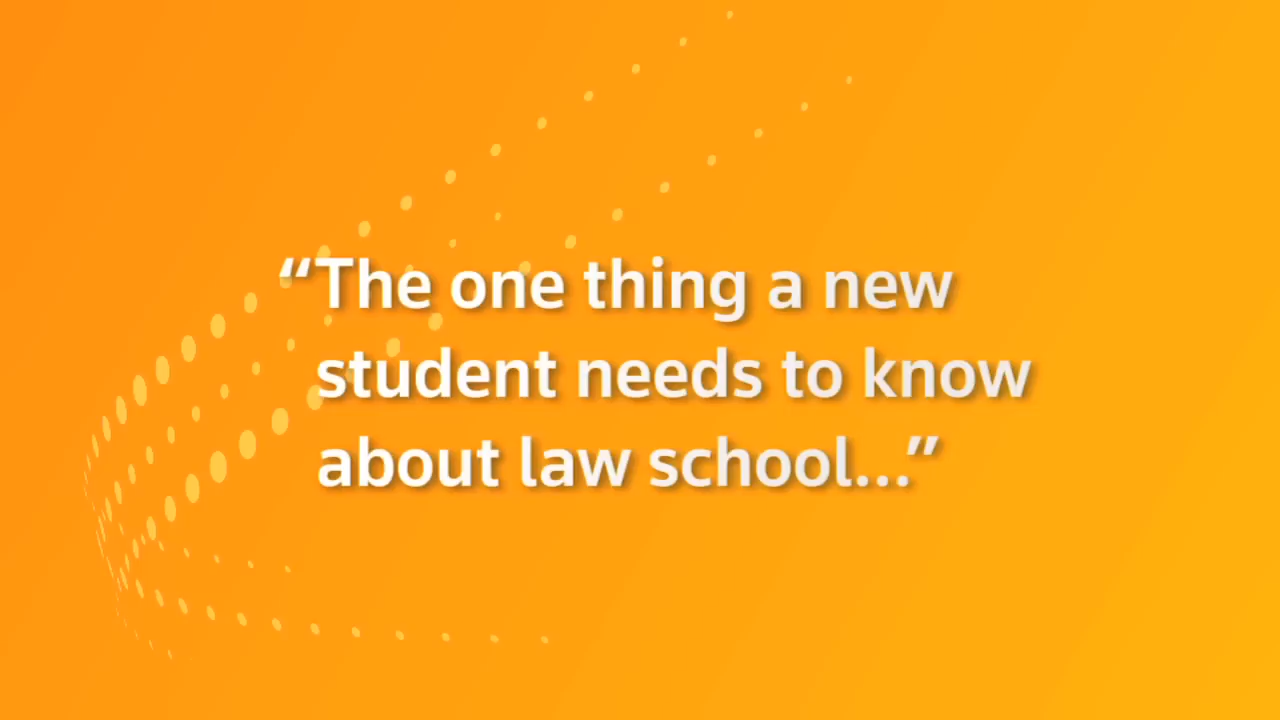 “The one thing a new
student needs to know
about law school...”